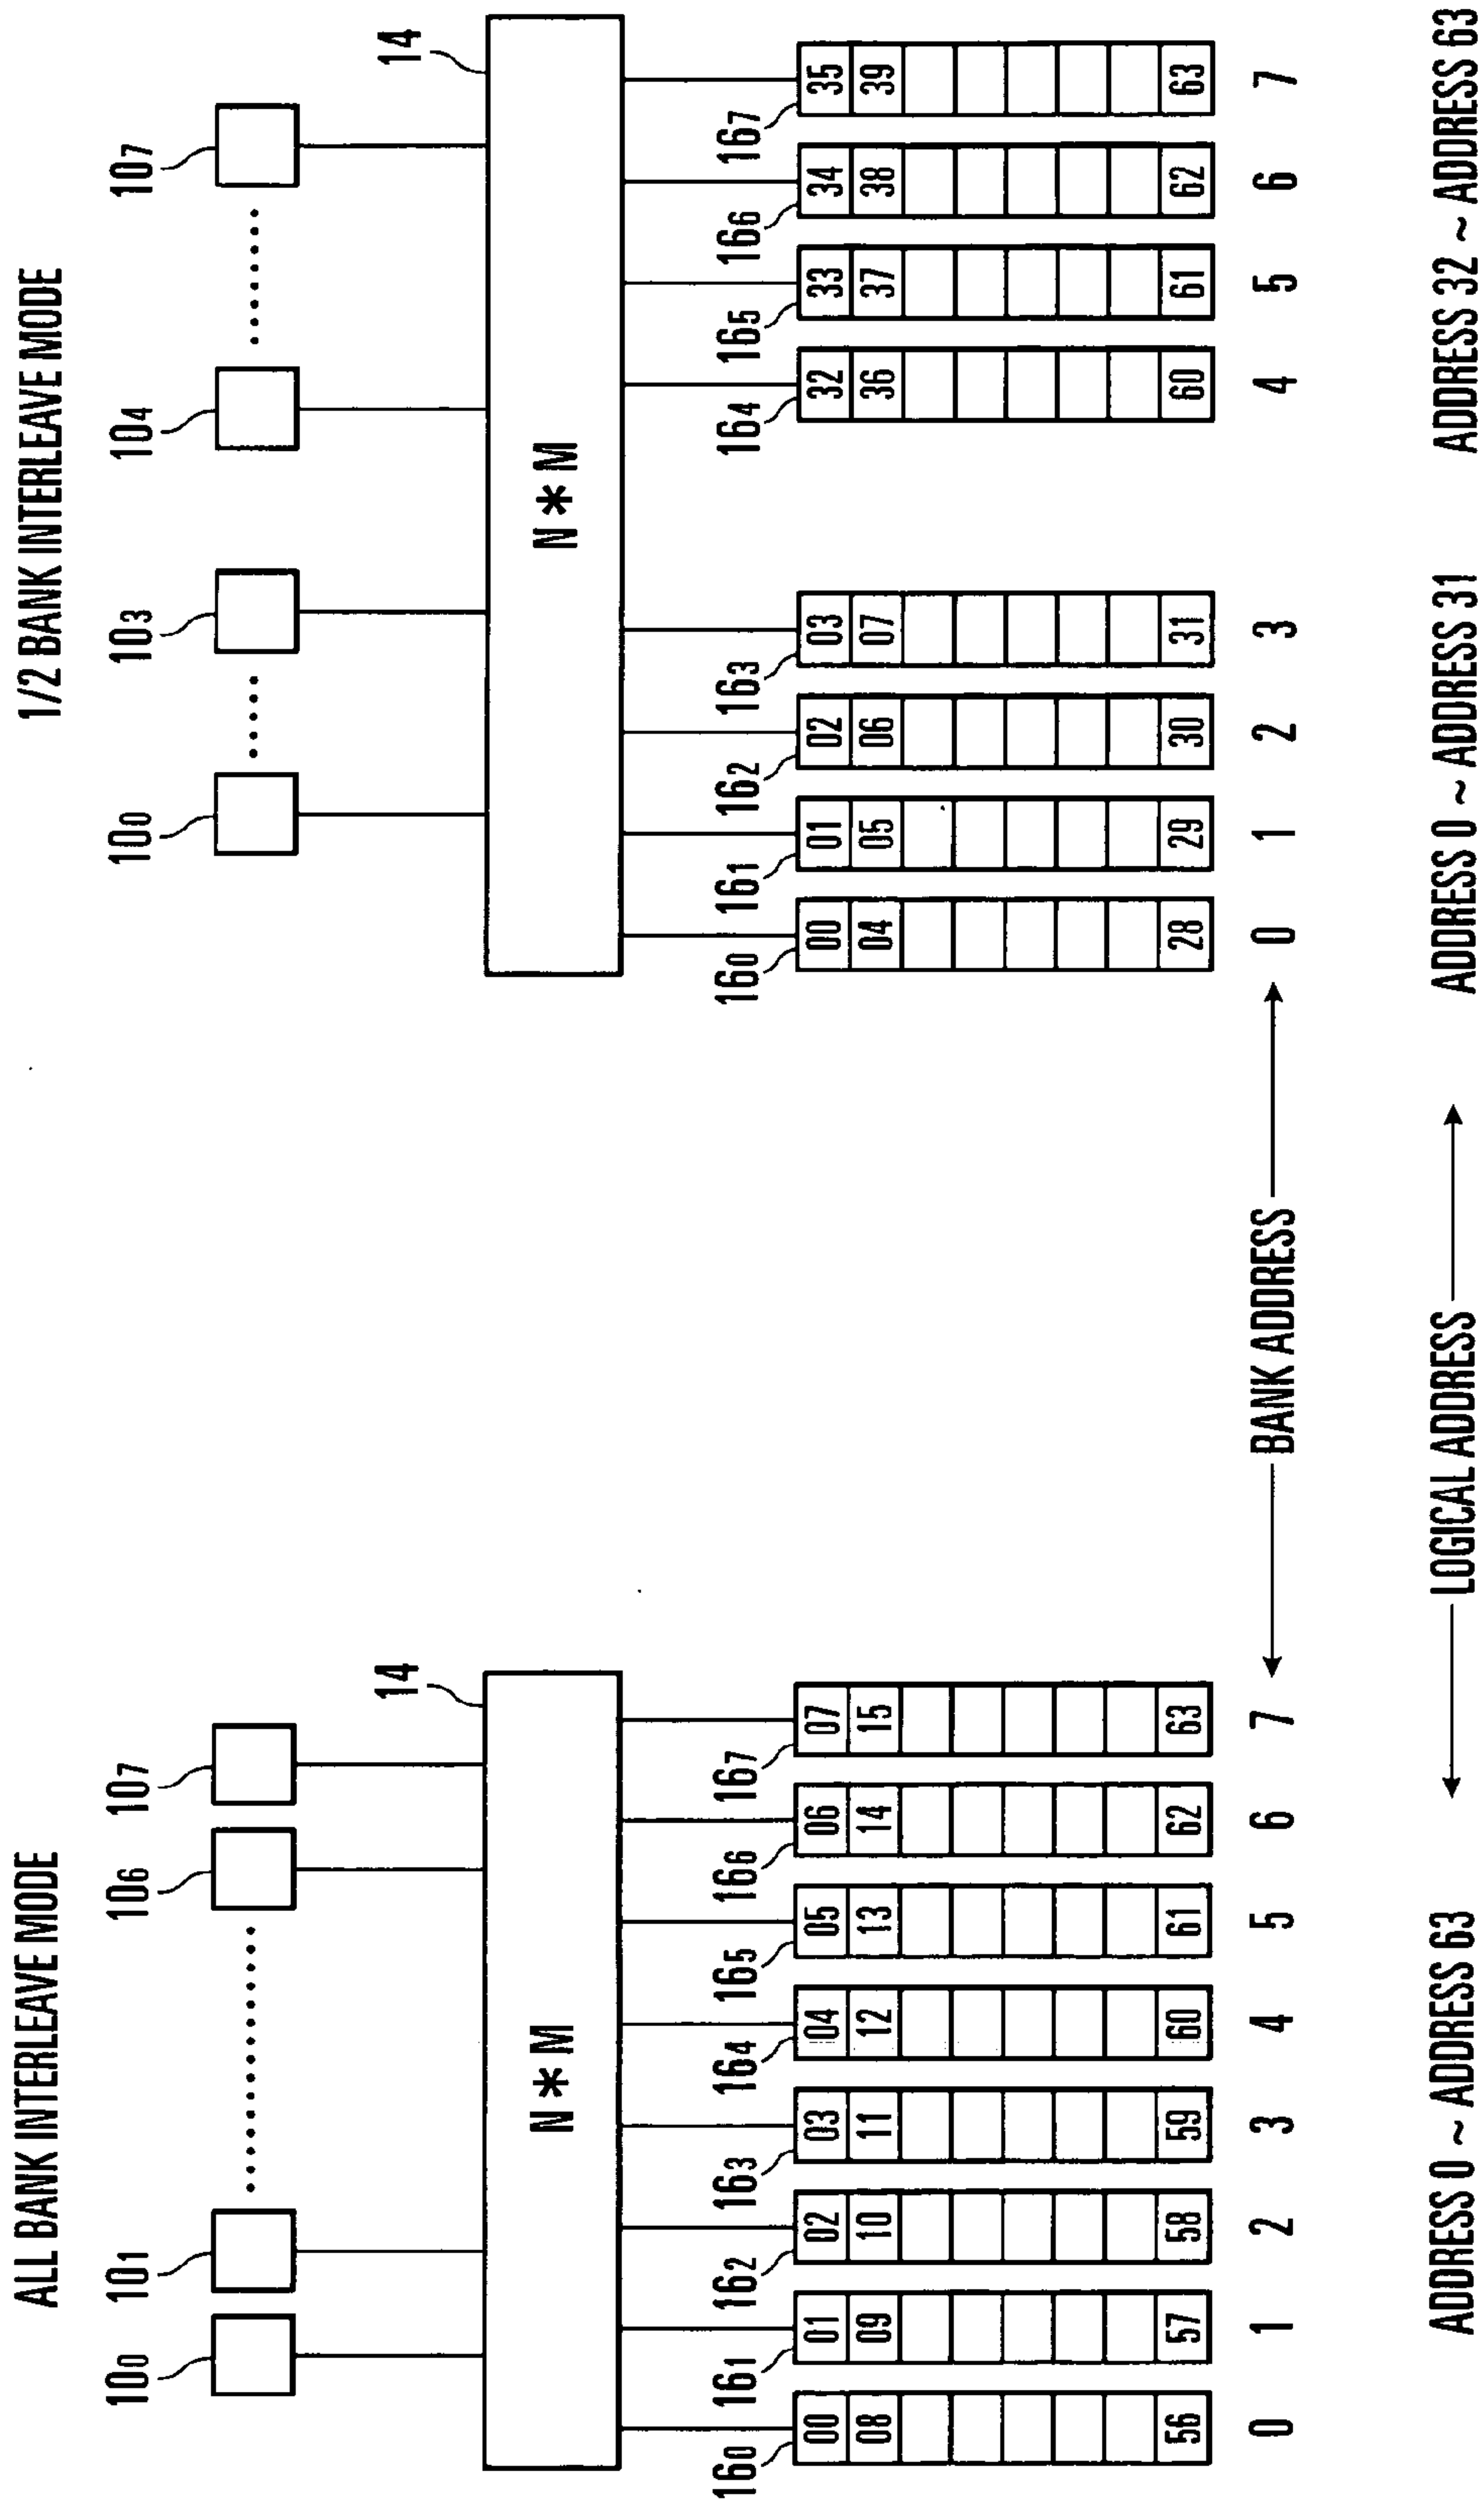 ALL BANK INTERLEAVE MODE
10₀ 10₁ 10₆ 10₇
14
N * M
16₀ 16₁ 16₂ 16₃ 16₄ 16₅ 16₆ 16₇
00 01 02 03 04 05 06 07
08 09 10 11 12 13 14 15
56 57 58 59 60 61 62 63
0 1 2 3 4 5 6 7
ADDRESS 0 ~ ADDRESS 63
BANK ADDRESS
LOGICAL ADDRESS
1/2 BANK INTERLEAVE MODE
10₀ 10₃ 10₄ 10₇
14
N * M
16₀ 16₁ 16₂ 16₃ 16₄ 16₅ 16₆ 16₇
00 01 02 03 32 33 34 35
04 05 06 07 36 37 38 39
28 29 30 31 60 61 62 63
0 1 2 3 4 5 6 7
ADDRESS 0 ~ ADDRESS 31 ADDRESS 32 ~ ADDRESS 63